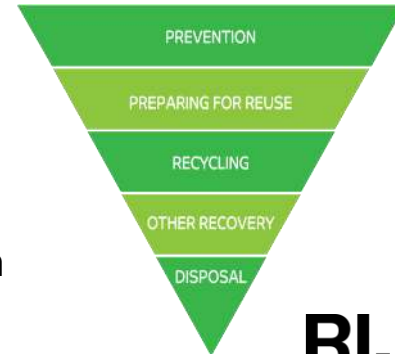 PREVENTION
PREPARING FOR REUSE
RECYCLING
OTHER RECOVERY
DISPOSAL